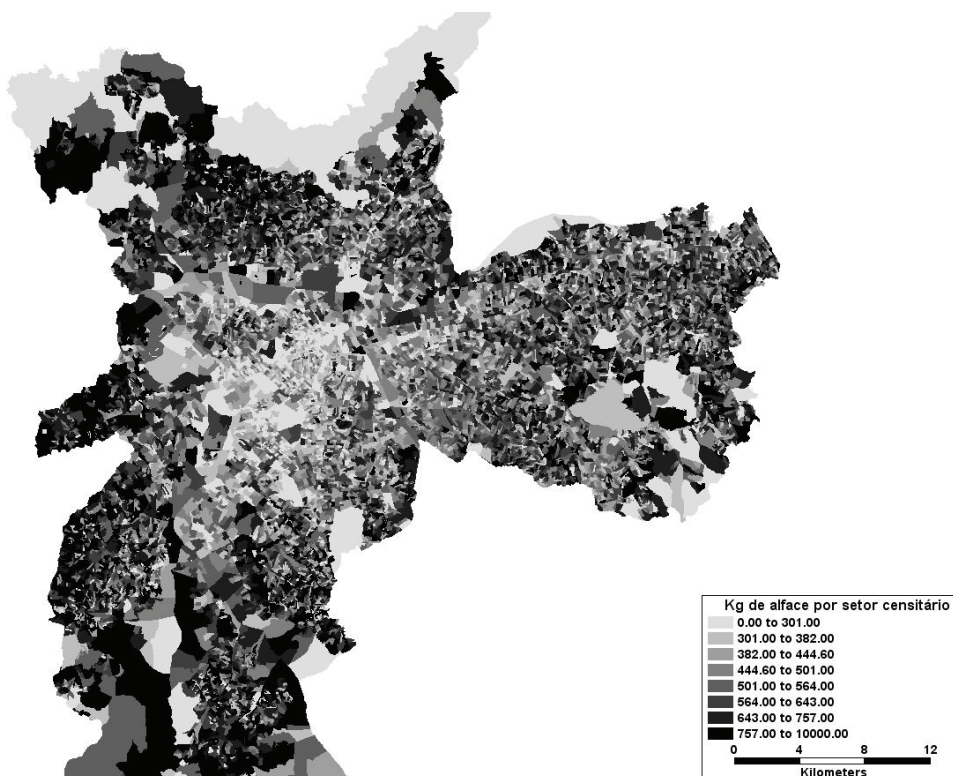 Kg de alface por setor censitário
0.00 to 301.00
301.00 to 382.00
382.00 to 444.60
444.60 to 501.00
501.00 to 564.00
564.00 to 643.00
643.00 to 757.00
757.00 to 10000.00
0 4 8 12
Kilometers